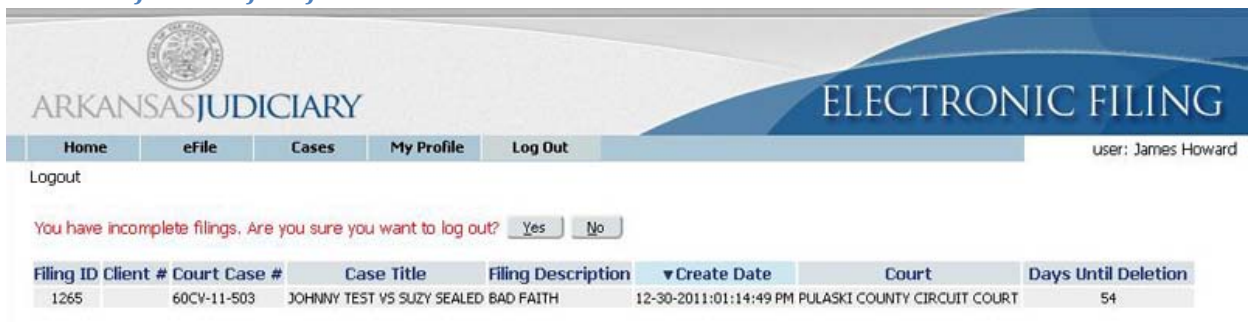 ARKANSAS JUDICIARY
ELECTRONIC FILING
Home eFile Cases My Profile Log Out user: James Howard
Logout
You have incomplete filings. Are you sure you want to log out? Yes No
Filing ID Client # Court Case # Case Title Filing Description ▼Create Date Court Days Until Deletion
1265 60CV-11-503 JOHNNY TEST VS SUZY SEALED BAD FAITH 12-30-2011:01:14:49 PM PULASKI COUNTY CIRCUIT COURT 54